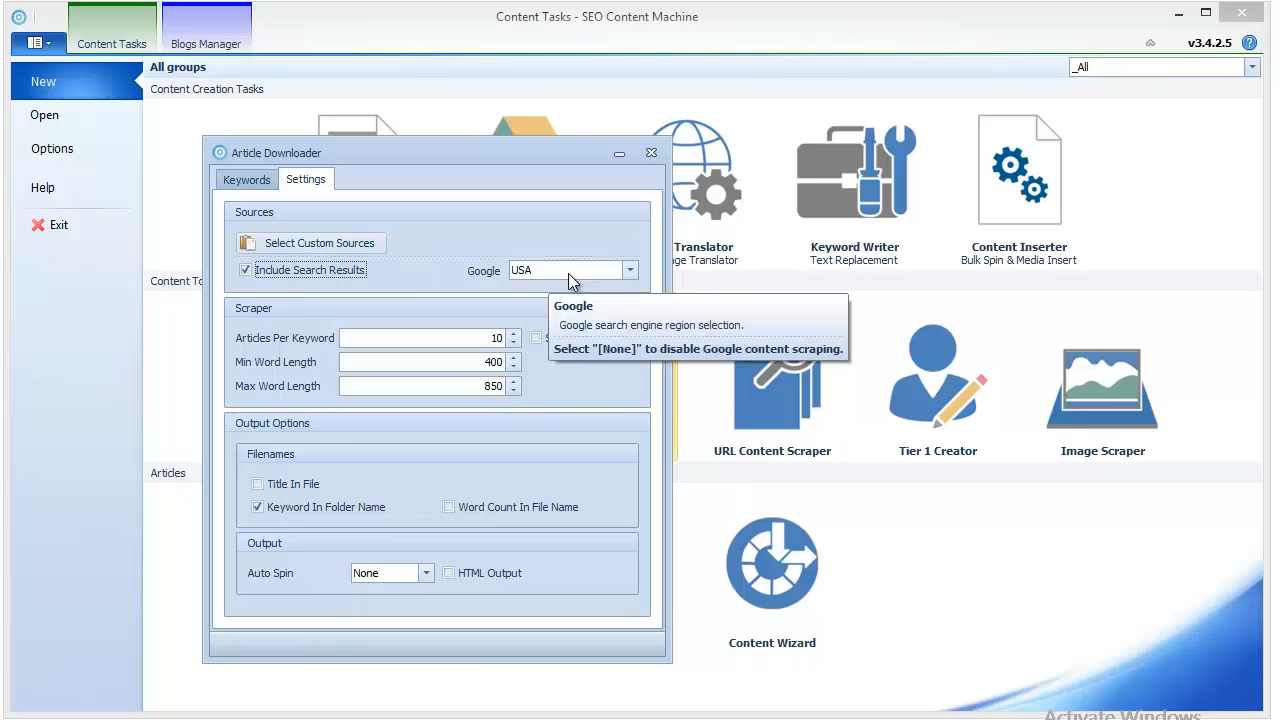 Content Tasks - SEO Content Machine
Content Tasks
Blogs Manager
v3.4.2.5
New
Open
Options
Help
Exit
All groups
_All
Content Creation Tasks
Translator
Keyword Writer
Text Replacement
Content Inserter
Bulk Spin & Media Insert
Article Downloader
Keywords
Settings
Sources
Select Custom Sources
Include Search Results
Google
USA
Google
Google search engine region selection.
Select "[None]" to disable Google content scraping.
Scraper
Articles Per Keyword
10
Min Word Length
400
Max Word Length
850
Output Options
Filenames
Title In File
Keyword In Folder Name
Word Count In File Name
Output
Auto Spin
None
HTML Output
URL Content Scraper
Tier 1 Creator
Image Scraper
Articles
Content Wizard
Activate Windows